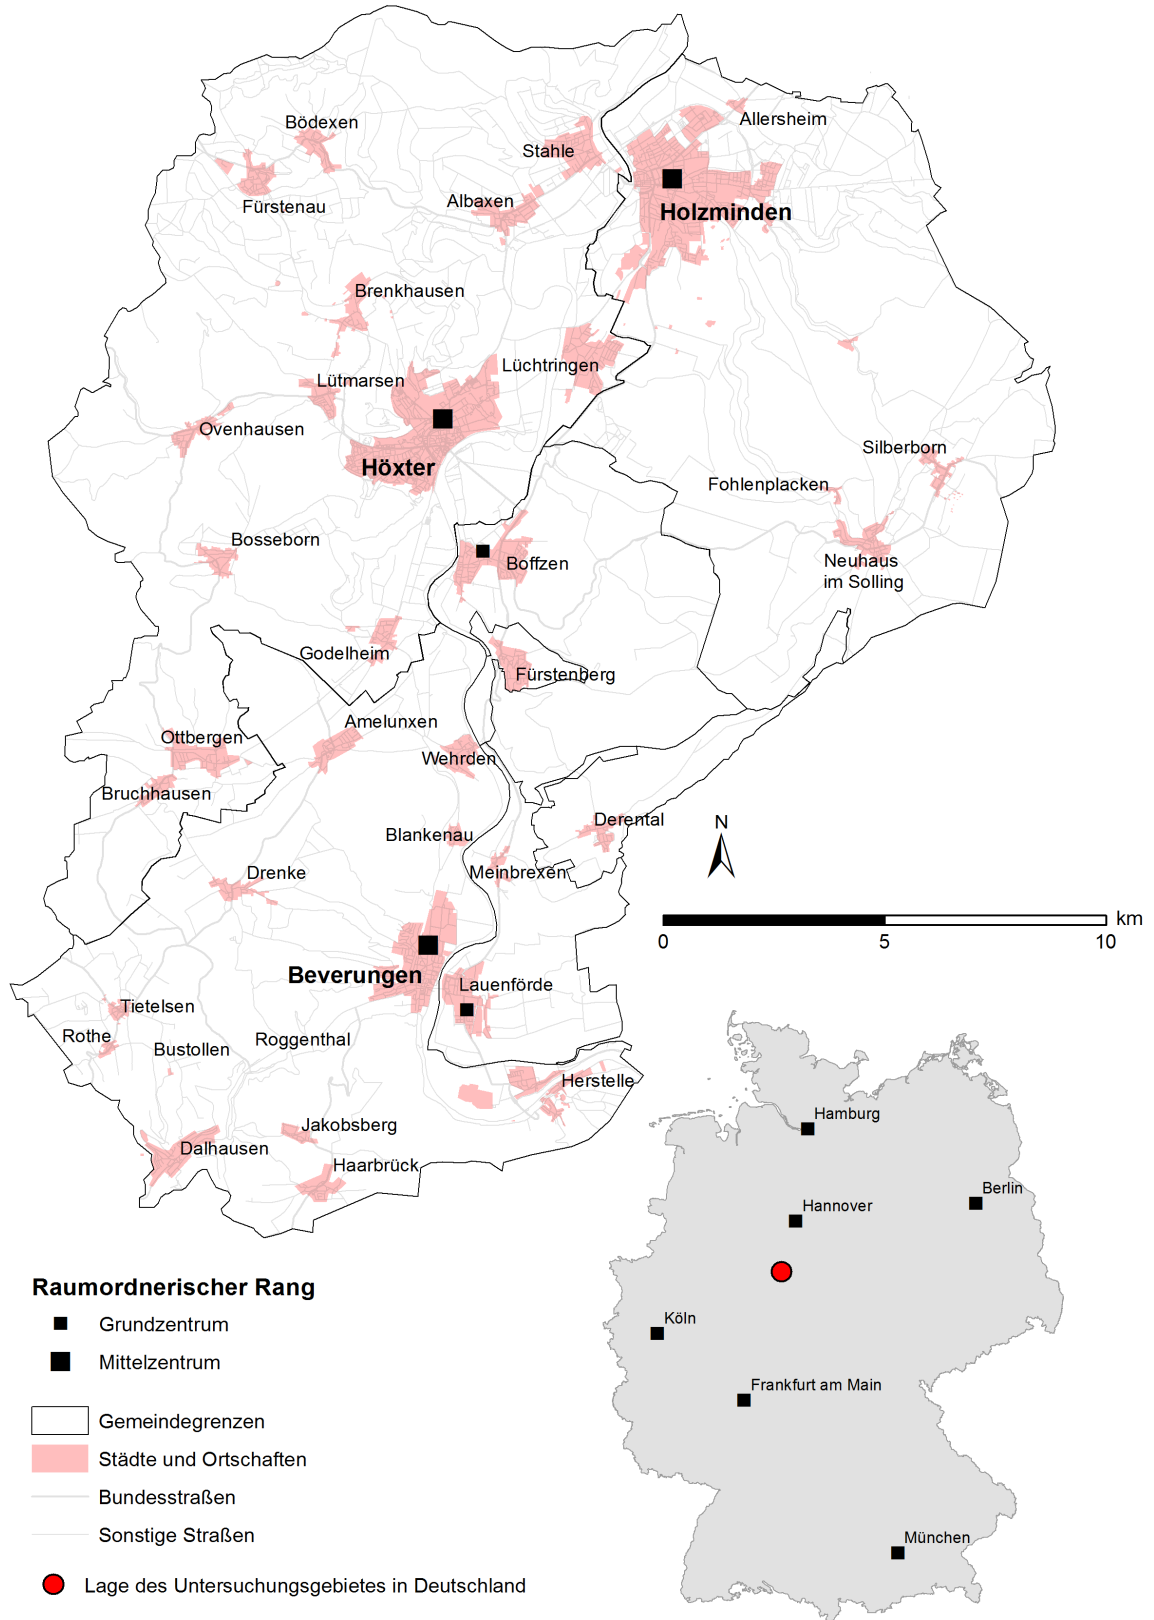 Bödexen
Allersheim
Stahle
Fürstenau
Albaxen
Holzminden
Brenkhausen
Lüchtringen
Lütmarsen
Ovenhausen
Höxter
Silberborn
Fohlenplacken
Bosseborn
Boffzen
Neuhaus
im Solling
Godelheim
Fürstenberg
Amelunxen
Ottbergen
Wehrden
Bruchhausen
Derental
N
Blankenau
Drenke
Meinbrexen
km
0
5
10
Beverungen
Lauenförde
Tietelsen
Rothe
Roggenthal
Bustollen
Herstelle
Jakobsberg
Dalhausen
Haarbrück
Hamburg
Berlin
Hannover
Köln
Frankfurt am Main
München
Raumordnerischer Rang
Grundzentrum
Mittelzentrum
Gemeindegrenzen
Städte und Ortschaften
Bundesstraßen
Sonstige Straßen
Lage des Untersuchungsgebietes in Deutschland